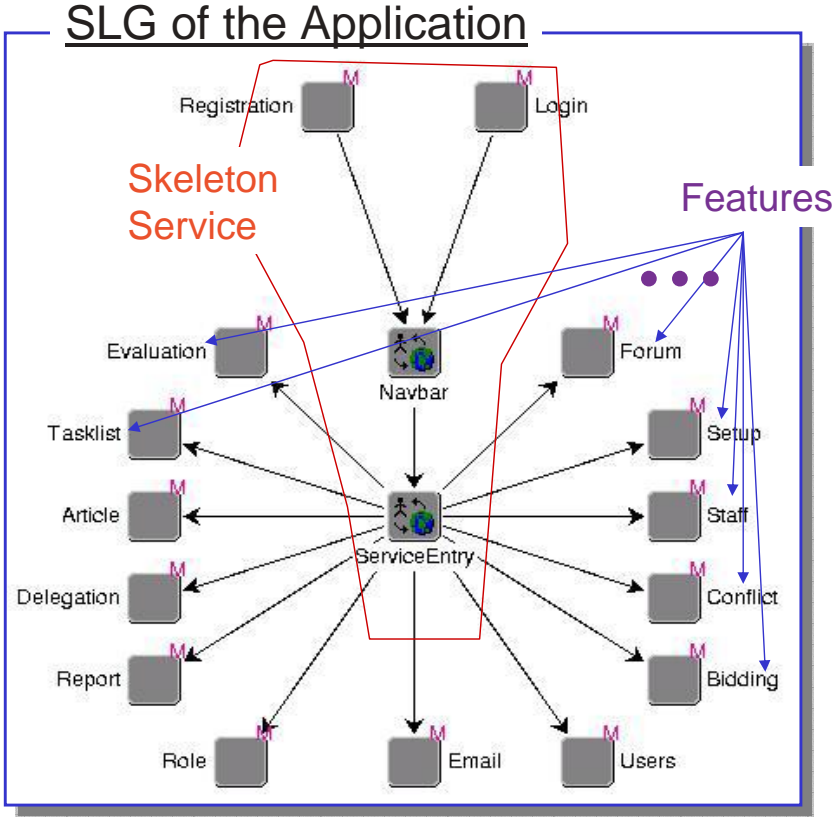 SLG of the Application
M
M
Registration
Login
Skeleton
Service
Features
M
M
Evaluation
Forum
Navbar
M
M
Tasklist
Setup
M
M
Article
Staff
ServiceEntry
M
M
Delegation
Conflict
M
M
Report
Bidding
M
M
M
Role
Email
Users